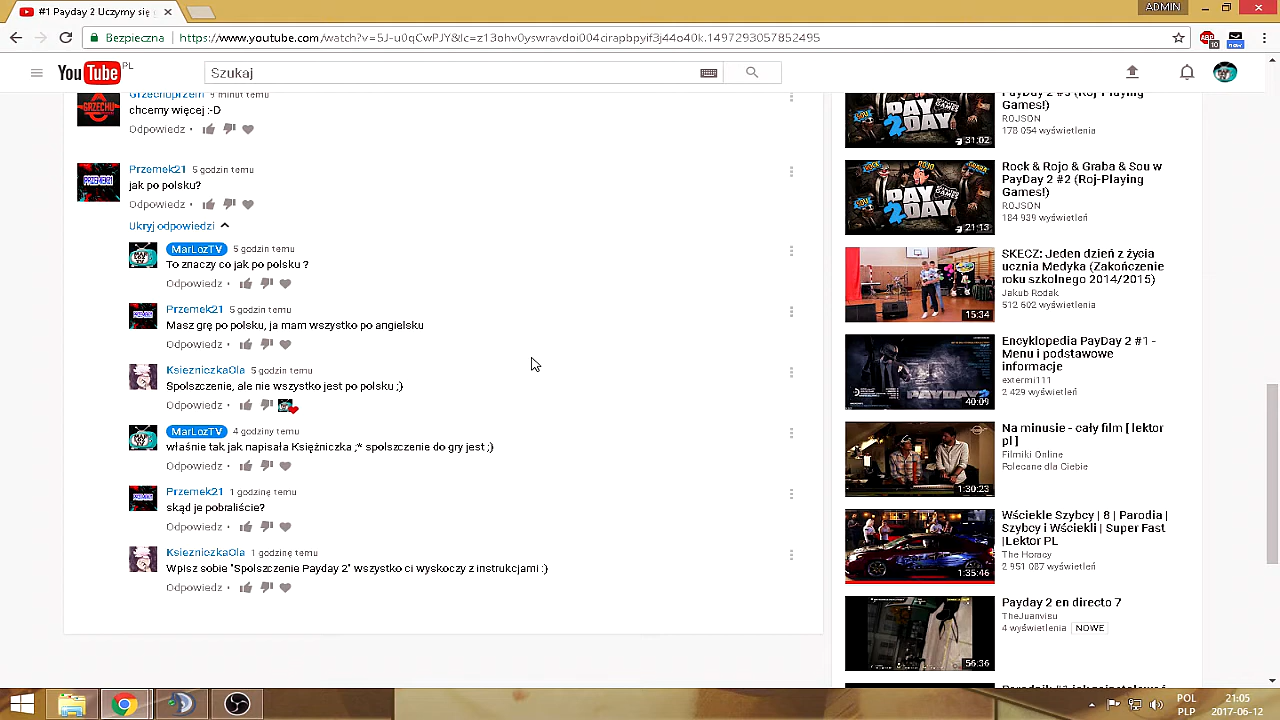 #1 Payday 2 Uczymy się
ADMIN
Bezpieczna
https://www.youtube.com/watch?v=5J-u0qCwPJY&lc=z13ohv0yswravdoi004cirapbpyif3j44o40k.1497293057852495
YouTube PL
Szukaj
Grzechuprzem 9 minut temu
chcemy więcej :-D
Odpowiedz
Przemek21 5 godzin temu
jak po polsku?
Odpowiedz
Ukryj odpowiedzi
MarLozTV 5 godzin temu
To znaczy co jak po polsku ?
Odpowiedz
Przemek21 5 godzin temu
Macie grę po polsku, ja mam wszystko po angielsku
Odpowiedz
KsiezniczkaOla 5 godzin temu
Spolszczenie, ale nie wszystko jest po polsku ;)
Odpowiedz
MarLozTV 4 godziny temu
właśnie tak jak napisała Księżniczka ;* spolszczenie do gry jest :)
Odpowiedz
Przemek21 1 godzinę temu
skąd je pobraliście?
Odpowiedz
KsiezniczkaOla 1 godzinę temu
Wpisz sobie "Spolszczenie Payday 2" wszystko ci wyskoczy z instrukcjami :)
Odpowiedz
PayDay 2 #3 (Roj-Playing
Games!)
ROJSON
178 054 wyświetlenia
31:02
Rock & Rojo & Graba & Sou w
PayDay 2 #2 (Roj-Playing
Games!)
ROJSON
184 939 wyświetleń
21:13
SKECZ: Jeden dzień z życia
ucznia Medyka (Zakończenie
roku szkolnego 2014/2015)
Jakub Rodak
512 602 wyświetlenia
15:34
Encyklopedia PayDay 2 #1 -
Menu i podstawowe
informacje
extermi111
2 429 wyświetleń
40:09
Na minusie - cały film [ lektor
pl ]
Filmiki Online
Polecane dla Ciebie
1:30:23
Wściekle Szybcy | 8 | Parodia |
Szybcy i Wściekli | Super Fast
|Lektor PL
The Horacy
2 951 087 wyświetleń
1:35:46
Payday 2 en directo 7
TheJuanvisu
4 wyświetlenia NOWE
56:36
POL
PLP
21:05
2017-06-12